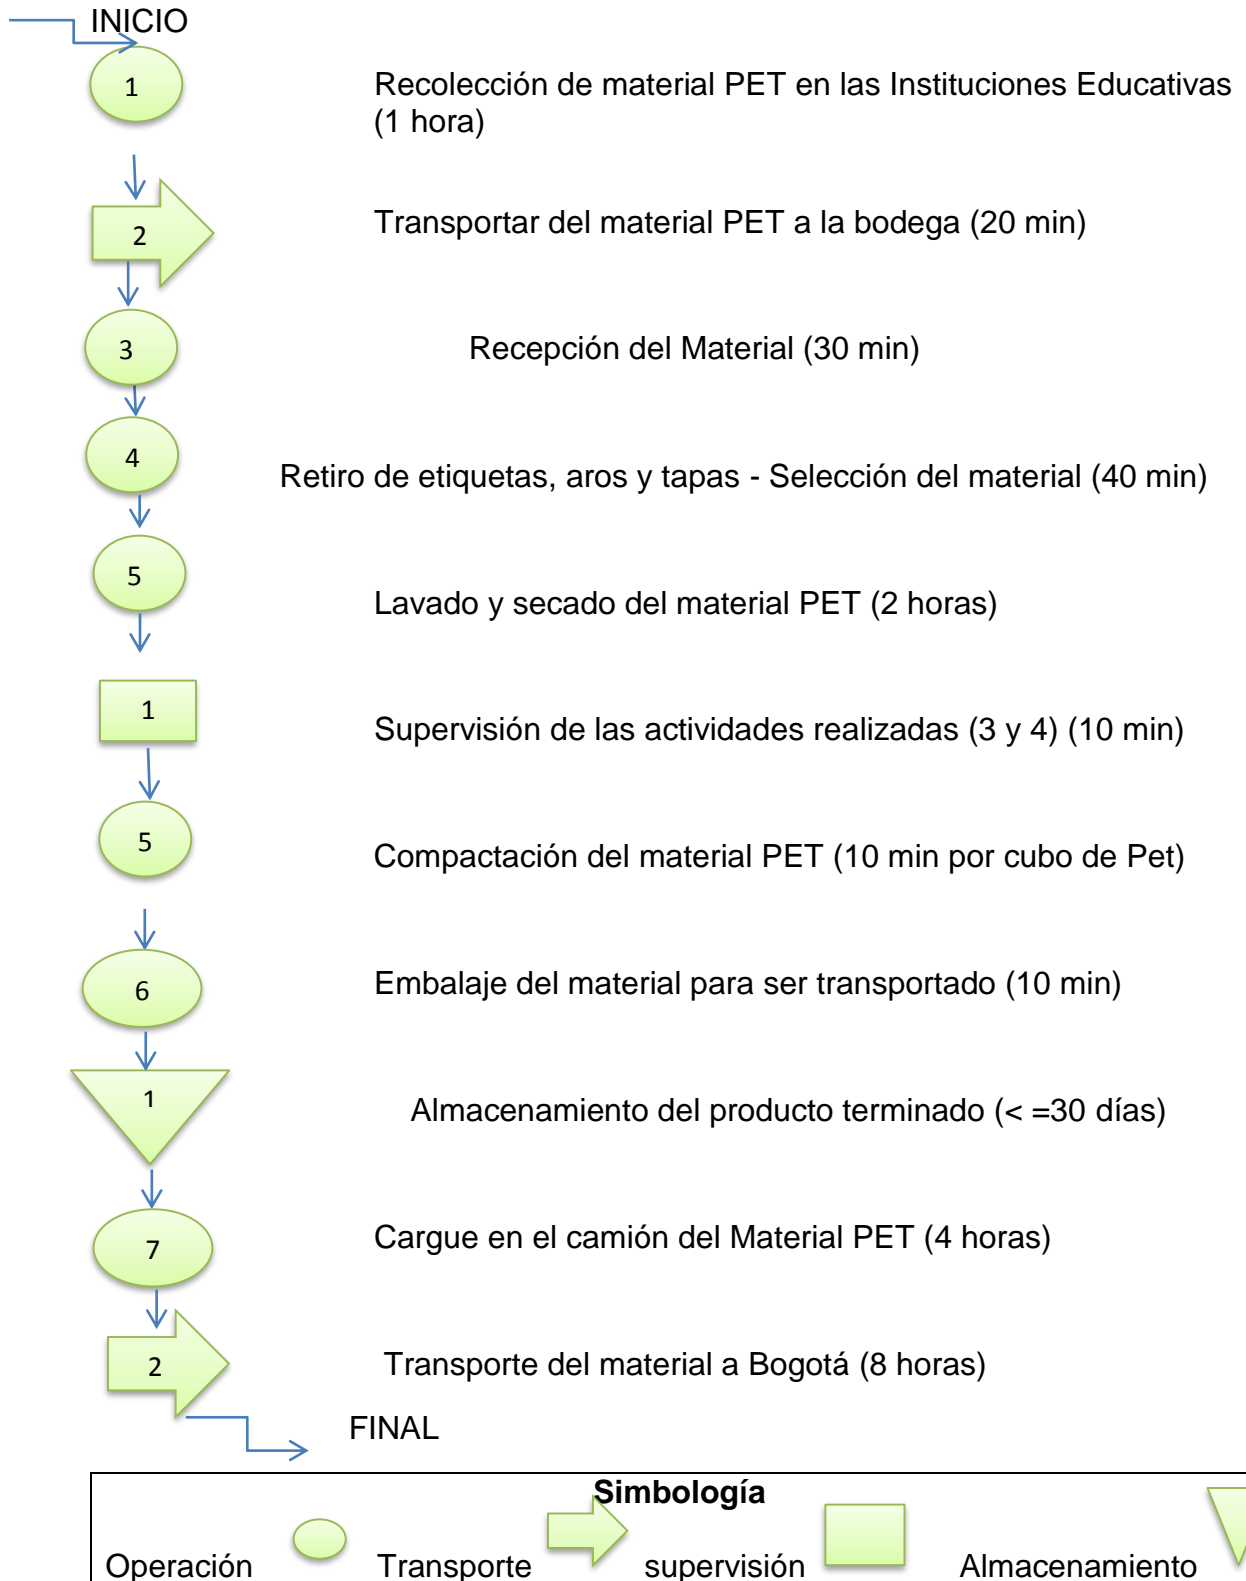 INICIO
1
Recolección de material PET en las Instituciones Educativas
(1 hora)
2
Transportar del material PET a la bodega (20 min)
3
Recepción del Material (30 min)
4
Retiro de etiquetas, aros y tapas - Selección del material (40 min)
5
Lavado y secado del material PET (2 horas)
1
Supervisión de las actividades realizadas (3 y 4) (10 min)
5
Compactación del material PET (10 min por cubo de Pet)
6
Embalaje del material para ser transportado (10 min)
1
Almacenamiento del producto terminado (< =30 días)
7
Cargue en el camión del Material PET (4 horas)
2
Transporte del material a Bogotá (8 horas)
FINAL
Simbología
Operación Transporte supervisión Almacenamiento